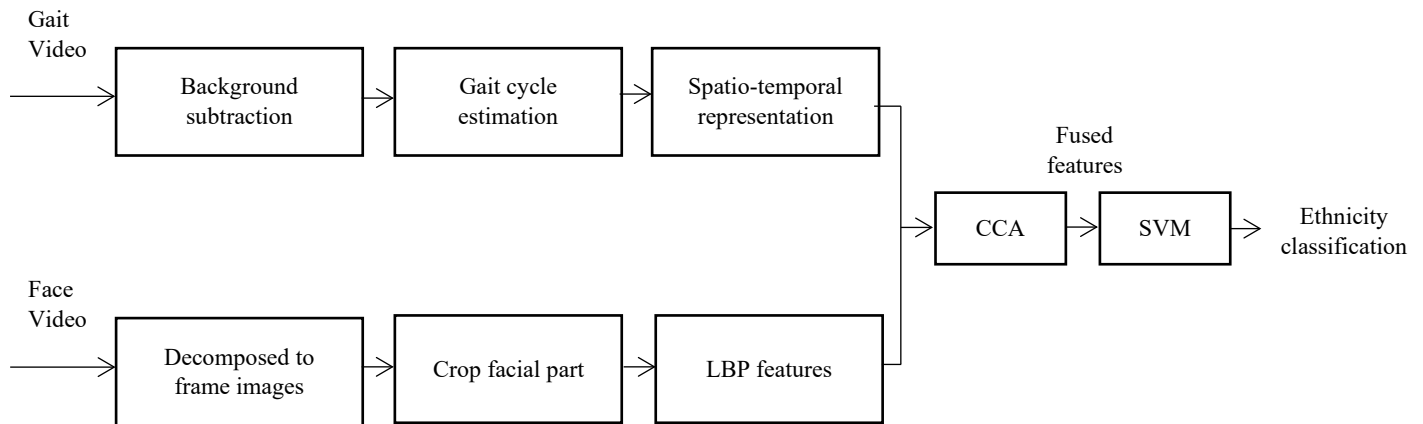 Gait
Video
Background
subtraction
Gait cycle
estimation
Spatio-temporal
representation
Fused
features
CCA
SVM
Ethnicity
classification
Face
Video
Decomposed to
frame images
Crop facial part
LBP features